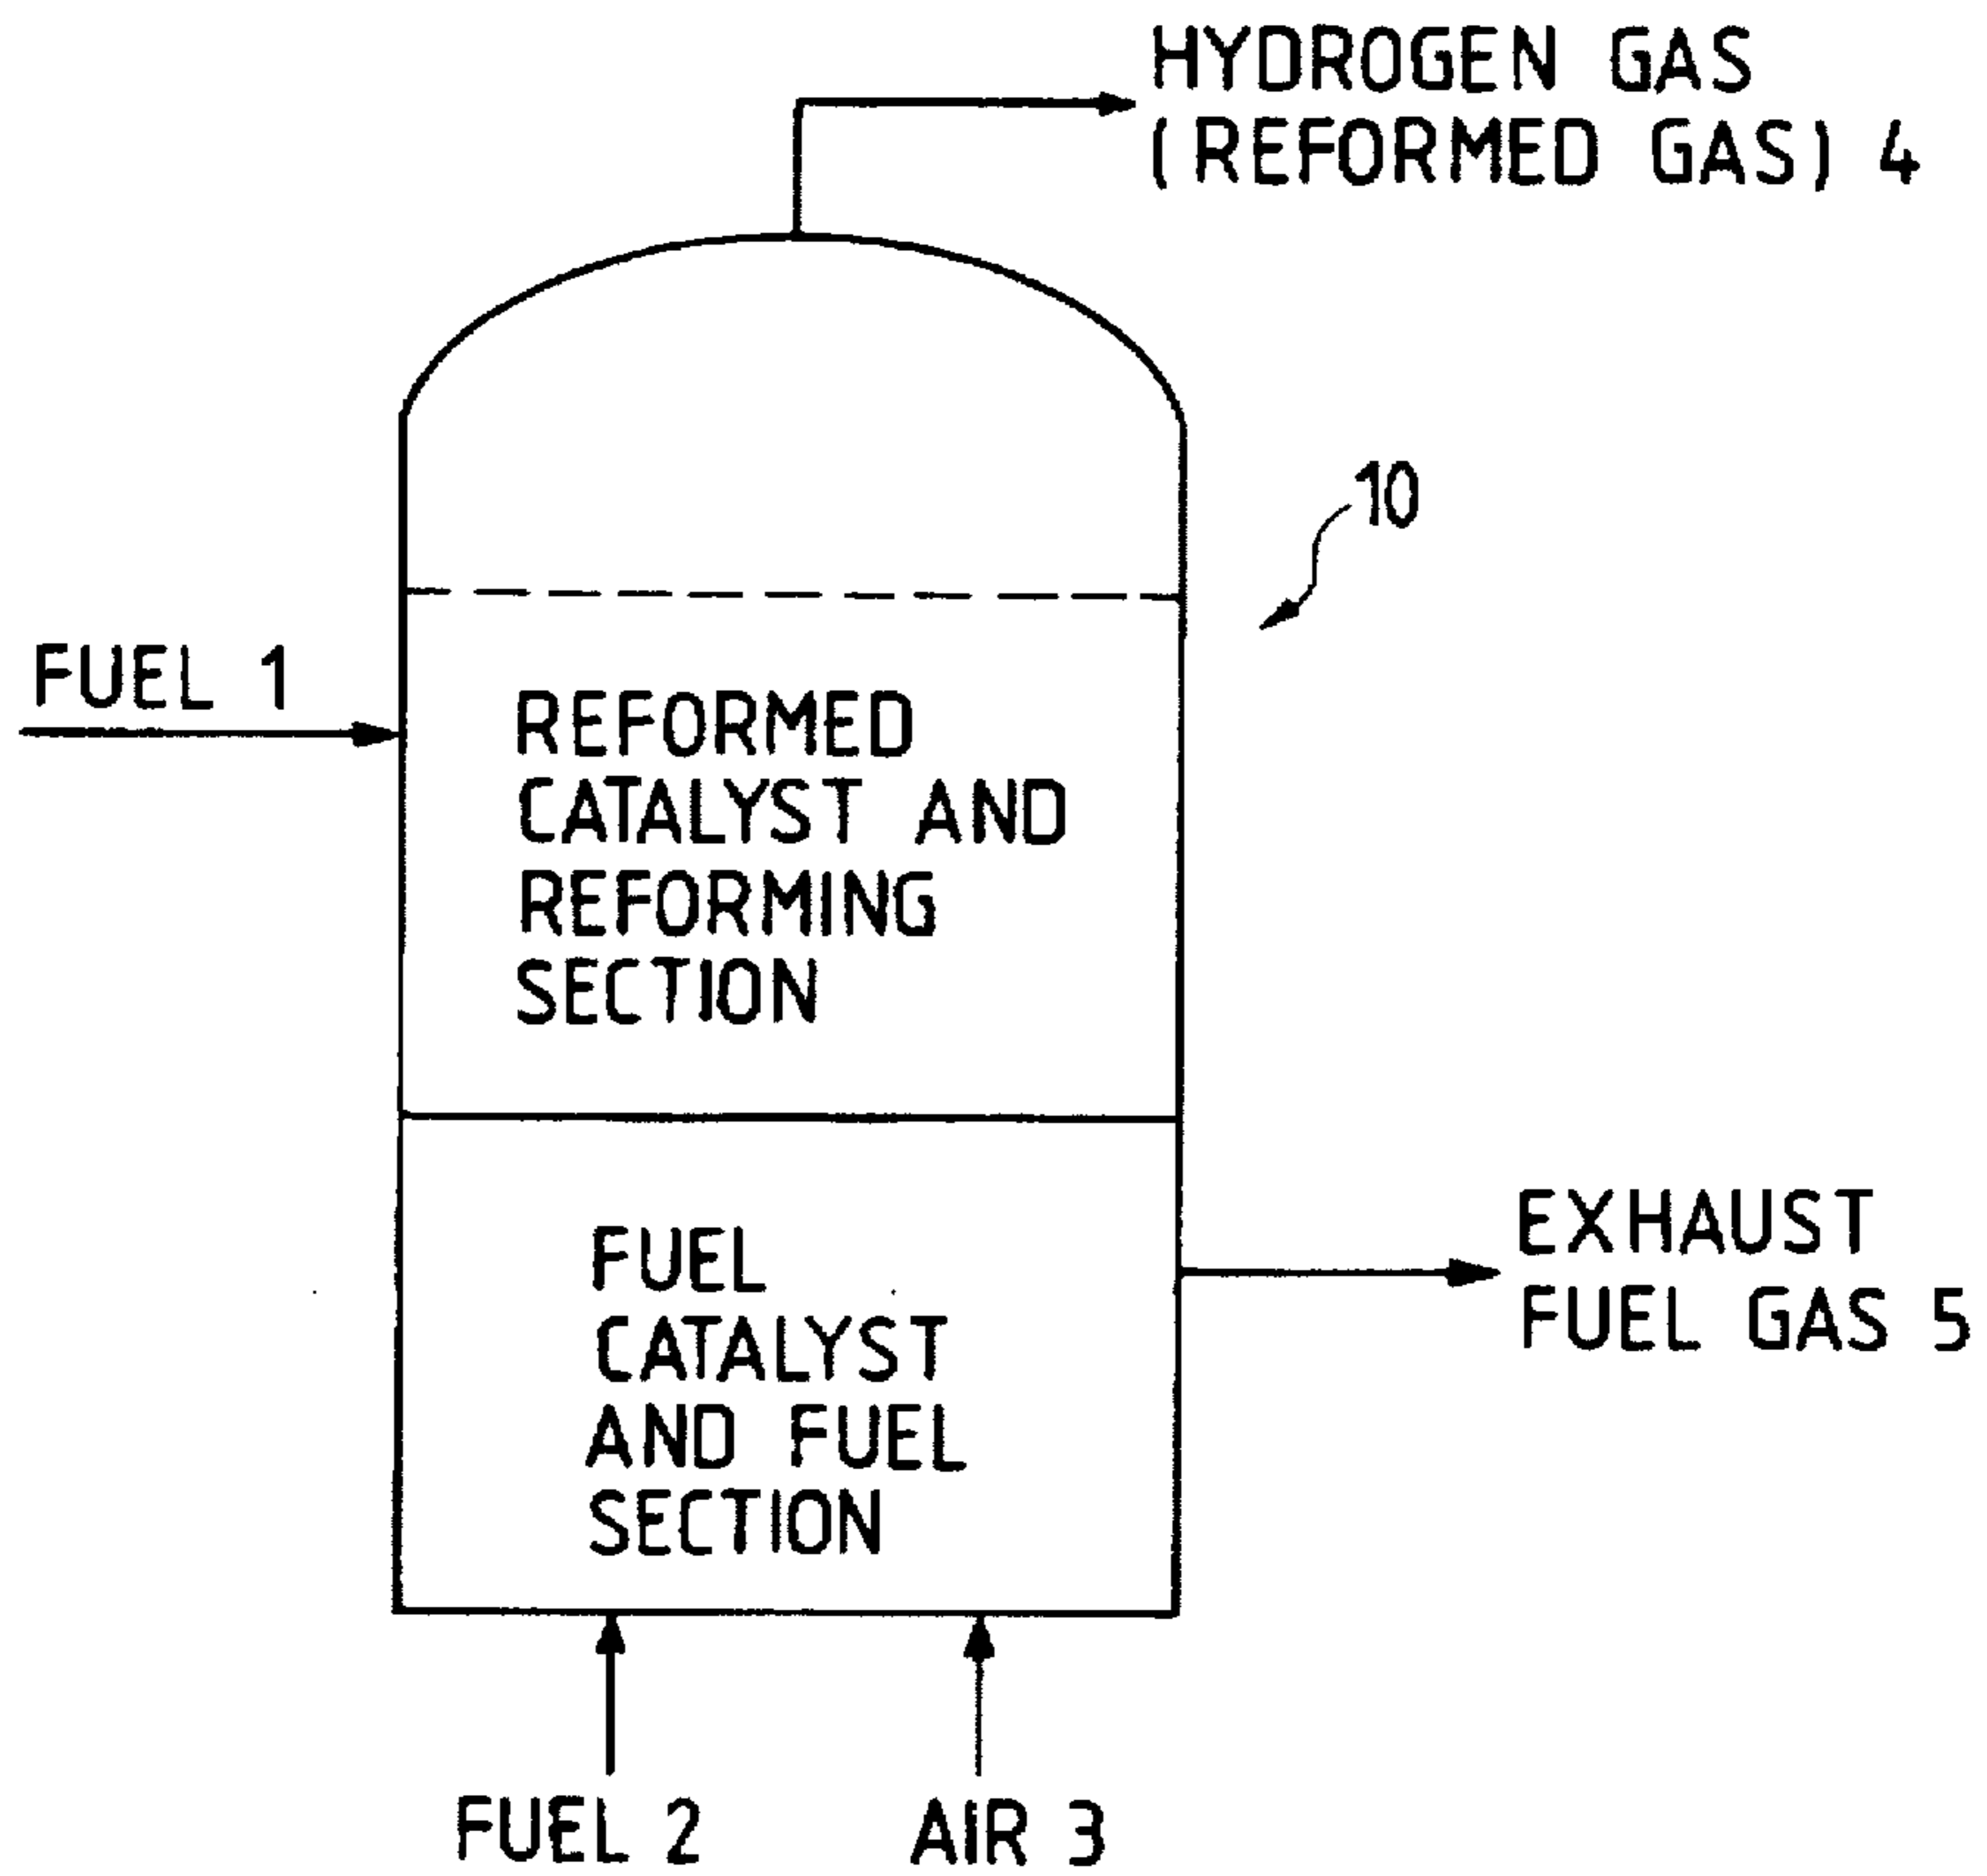 HYDROGEN GAS
(REFORMED GAS) 4
10
FUEL 1
REFORMED
CATALYST AND
REFORMING
SECTION
EXHAUST
FUEL GAS 5
FUEL
CATALYST
AND FUEL
SECTION
FUEL 2
AIR 3